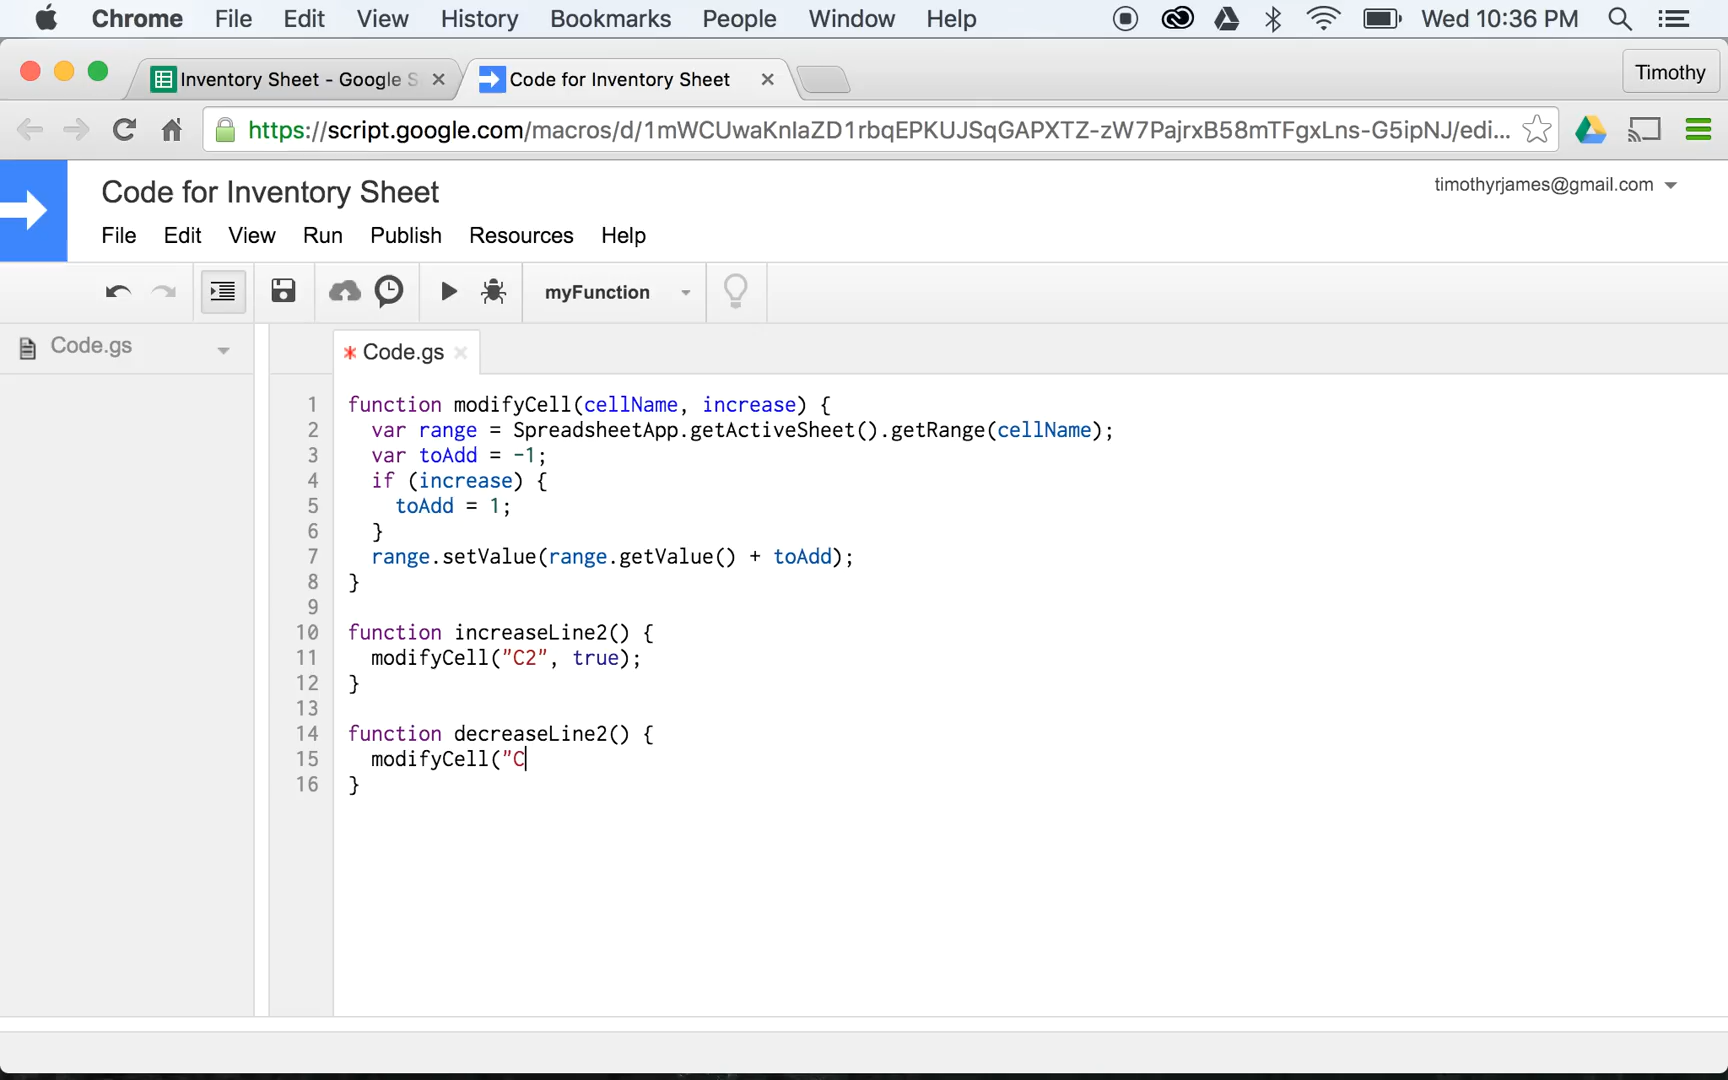 Chrome File Edit View History Bookmarks People Window Help Wed 10:36 PM
Inventory Sheet - Google S Code for Inventory Sheet Timothy
https://script.google.com/macros/d/1mWCUwaKnIaZD1rbqEPKUJSqGAPXTZ-zW7PajrxB58mTFgxLns-G5ipNJ/edi...
Code for Inventory Sheet timothyrjames@gmail.com
File Edit View Run Publish Resources Help
myFunction
Code.gs * Code.gs
1 function modifyCell(cellName, increase) {
2 var range = SpreadsheetApp.getActiveSheet().getRange(cellName);
3 var toAdd = -1;
4 if (increase) {
5 toAdd = 1;
6 }
7 range.setValue(range.getValue() + toAdd);
8 }
9
10 function increaseLine2() {
11 modifyCell("C2", true);
12 }
13
14 function decreaseLine2() {
15 modifyCell("C
16 }